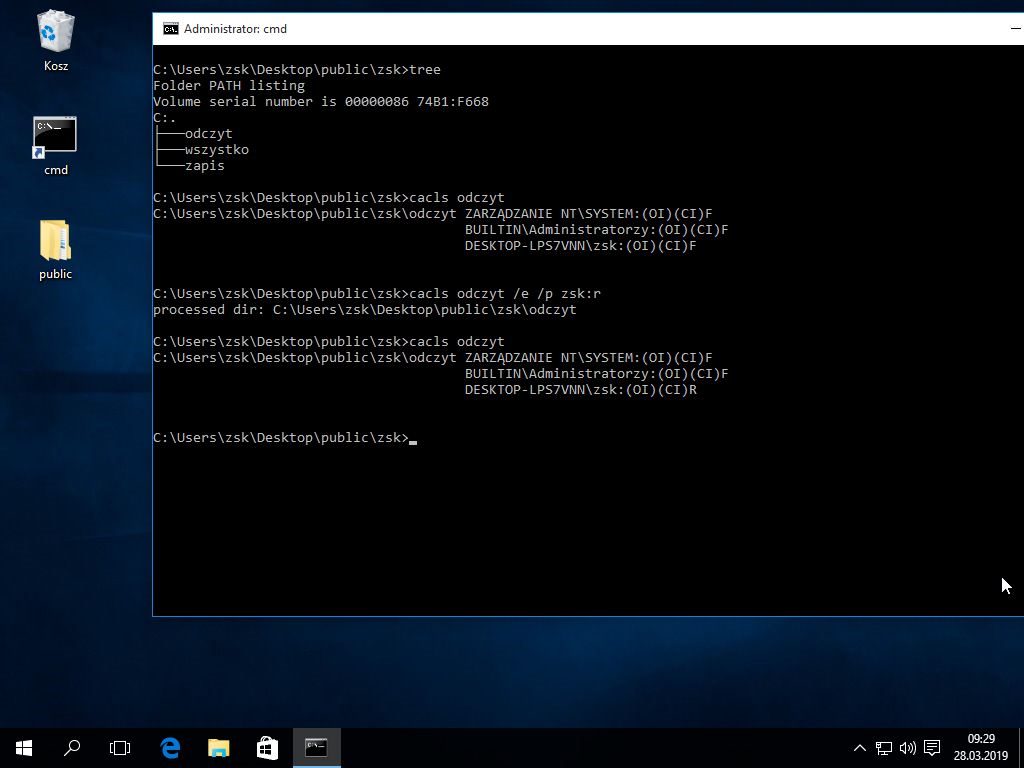 Kosz
cmd
public
Administrator: cmd
C:\Users\zsk\Desktop\public\zsk>tree
Folder PATH listing
Volume serial number is 00000086 74B1:F668
C:.
├───odczyt
├───wszystko
└───zapis
C:\Users\zsk\Desktop\public\zsk>cacls odczyt
C:\Users\zsk\Desktop\public\zsk\odczyt ZARZĄDZANIE NT\SYSTEM:(OI)(CI)F
BUILTIN\Administratorzy:(OI)(CI)F
DESKTOP-LPS7VNN\zsk:(OI)(CI)F
C:\Users\zsk\Desktop\public\zsk>cacls odczyt /e /p zsk:r
processed dir: C:\Users\zsk\Desktop\public\zsk\odczyt
C:\Users\zsk\Desktop\public\zsk>cacls odczyt
C:\Users\zsk\Desktop\public\zsk\odczyt ZARZĄDZANIE NT\SYSTEM:(OI)(CI)F
BUILTIN\Administratorzy:(OI)(CI)F
DESKTOP-LPS7VNN\zsk:(OI)(CI)R
C:\Users\zsk\Desktop\public\zsk>
09:29
28.03.2019